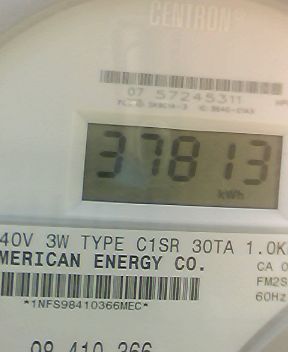 CENTRON
07 57245311
37813
kWh
40V 3W TYPE C1SR 30TA 1.0K
MERICAN ENERGY CO.
CA 0
FM2S
*1NFS98410366MEC*
60Hz
98 410 366